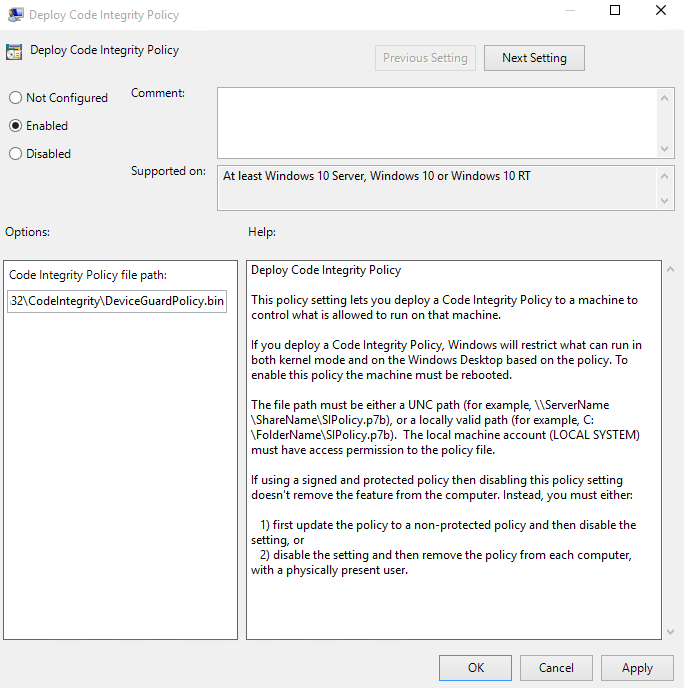 Deploy Code Integrity Policy
Deploy Code Integrity Policy
Previous Setting
Next Setting
Not Configured
Enabled
Disabled
Comment:
Supported on:
At least Windows 10 Server, Windows 10 or Windows 10 RT
Options:
Help:
Code Integrity Policy file path:
32\CodeIntegrity\DeviceGuardPolicy.bin
Deploy Code Integrity Policy
This policy setting lets you deploy a Code Integrity Policy to a machine to
control what is allowed to run on that machine.
If you deploy a Code Integrity Policy, Windows will restrict what can run in
both kernel mode and on the Windows Desktop based on the policy. To
enable this policy the machine must be rebooted.
The file path must be either a UNC path (for example, \\ServerName
\ShareName\SIPolicy.p7b), or a locally valid path (for example, C:
\FolderName\SIPolicy.p7b).  The local machine account (LOCAL SYSTEM)
must have access permission to the policy file.
If using a signed and protected policy then disabling this policy setting
doesn't remove the feature from the computer. Instead, you must either:
1) first update the policy to a non-protected policy and then disable the
setting, or
2) disable the setting and then remove the policy from each computer,
with a physically present user.
OK
Cancel
Apply